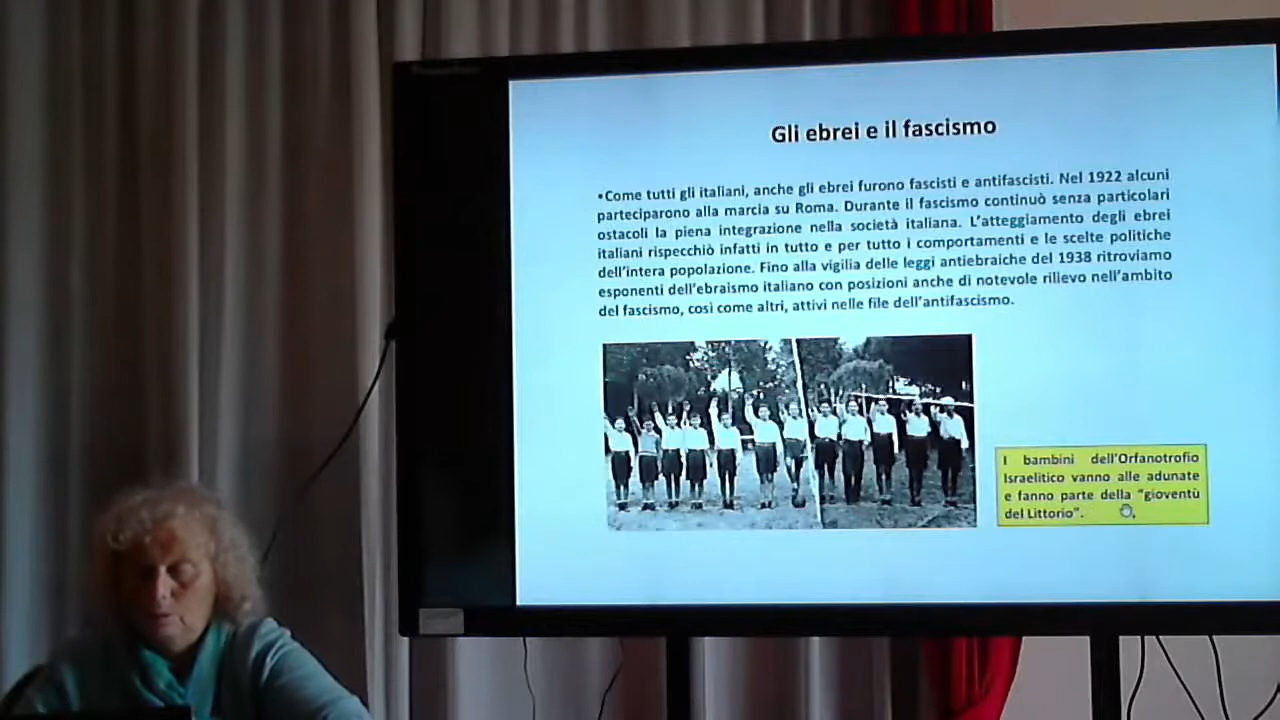 Gli ebrei e il fascismo
•Come tutti gli italiani, anche gli ebrei furono fascisti e antifascisti. Nel 1922 alcuni
parteciparono alla marcia su Roma. Durante il fascismo continuò senza particolari
ostacoli la piena integrazione nella società italiana. L'atteggiamento degli ebrei
italiani rispecchiò infatti in tutto e per tutto i comportamenti e le scelte politiche
dell'intera popolazione. Fino alla vigilia delle leggi antiebraiche del 1938 ritroviamo
esponenti dell'ebraismo italiano con posizioni anche di notevole rilievo nell'ambito
del fascismo, così come altri, attivi nelle file dell'antifascismo.
I bambini dell'Orfanotrofio
Israelitico vanno alle adunate
e fanno parte della "gioventù
del Littorio".